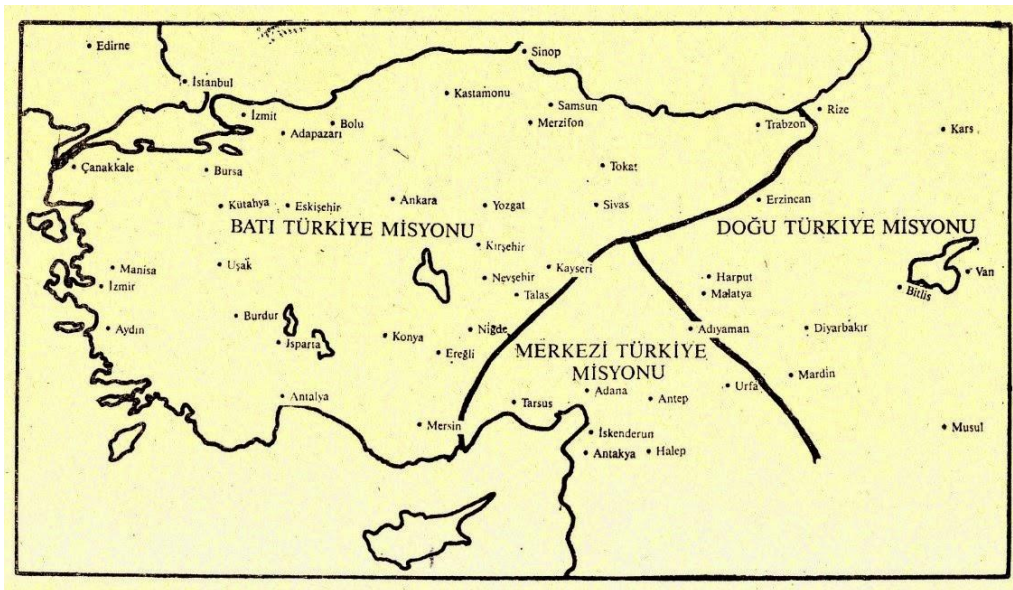 Edirne
Sinop
İstanbul
Kastamonu
Samsun
Rize
İzmit
Merzifon
Trabzon
Bolu
Adapazarı
Kars
Çanakkale
Bursa
Tokat
Kütahya
Eskişehir
Ankara
Yozgat
Sivas
Erzincan
BATI TÜRKİYE MİSYONU
DOĞU TÜRKİYE MİSYONU
Kırşehir
Manisa
Uşak
Kayseri
Van
Nevşehir
Harput
İzmir
Talas
Malatya
Bitlis
Burdur
Aydın
Isparta
Konya
Niğde
Adıyaman
Diyarbakır
Ereğli
MERKEZİ TÜRKİYE
MİSYONU
Mardin
Urfa
Adana
Antalya
Tarsus
Antep
Mersin
İskenderun
Musul
Antakya
Halep